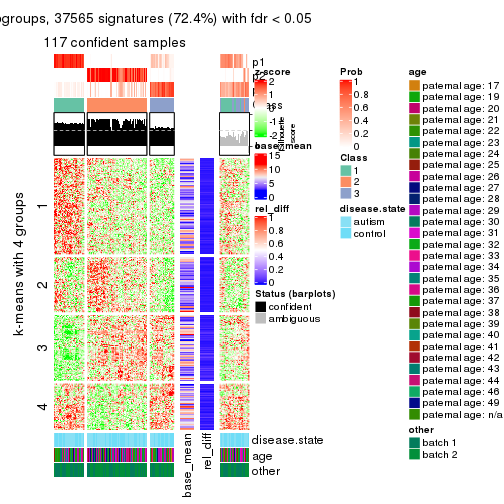 ogroups, 37565 signatures (72.4%) with fdr < 0.05
117 confident samples
p1
p2
z-score
2
1
0
-1
-2
Silhouette
score
k-means with 4 groups
1
2
3
4
base_mean
15
10
5
0
rel_diff
1
0.8
0.6
0.4
0.2
0
Status (barplots)
confident
ambiguous
Prob
1
0.8
0.6
0.4
0.2
0
Class
1
2
3
disease.state
autism
control
age
paternal age: 17
paternal age: 19
paternal age: 20
paternal age: 21
paternal age: 22
paternal age: 23
paternal age: 24
paternal age: 25
paternal age: 26
paternal age: 27
paternal age: 28
paternal age: 29
paternal age: 30
paternal age: 31
paternal age: 32
paternal age: 33
paternal age: 34
paternal age: 35
paternal age: 36
paternal age: 37
paternal age: 38
paternal age: 39
paternal age: 40
paternal age: 41
paternal age: 42
paternal age: 43
paternal age: 44
paternal age: 46
paternal age: 49
paternal age: n/a
other
batch 1
batch 2
disease.state
age
other
base_mean
rel_diff